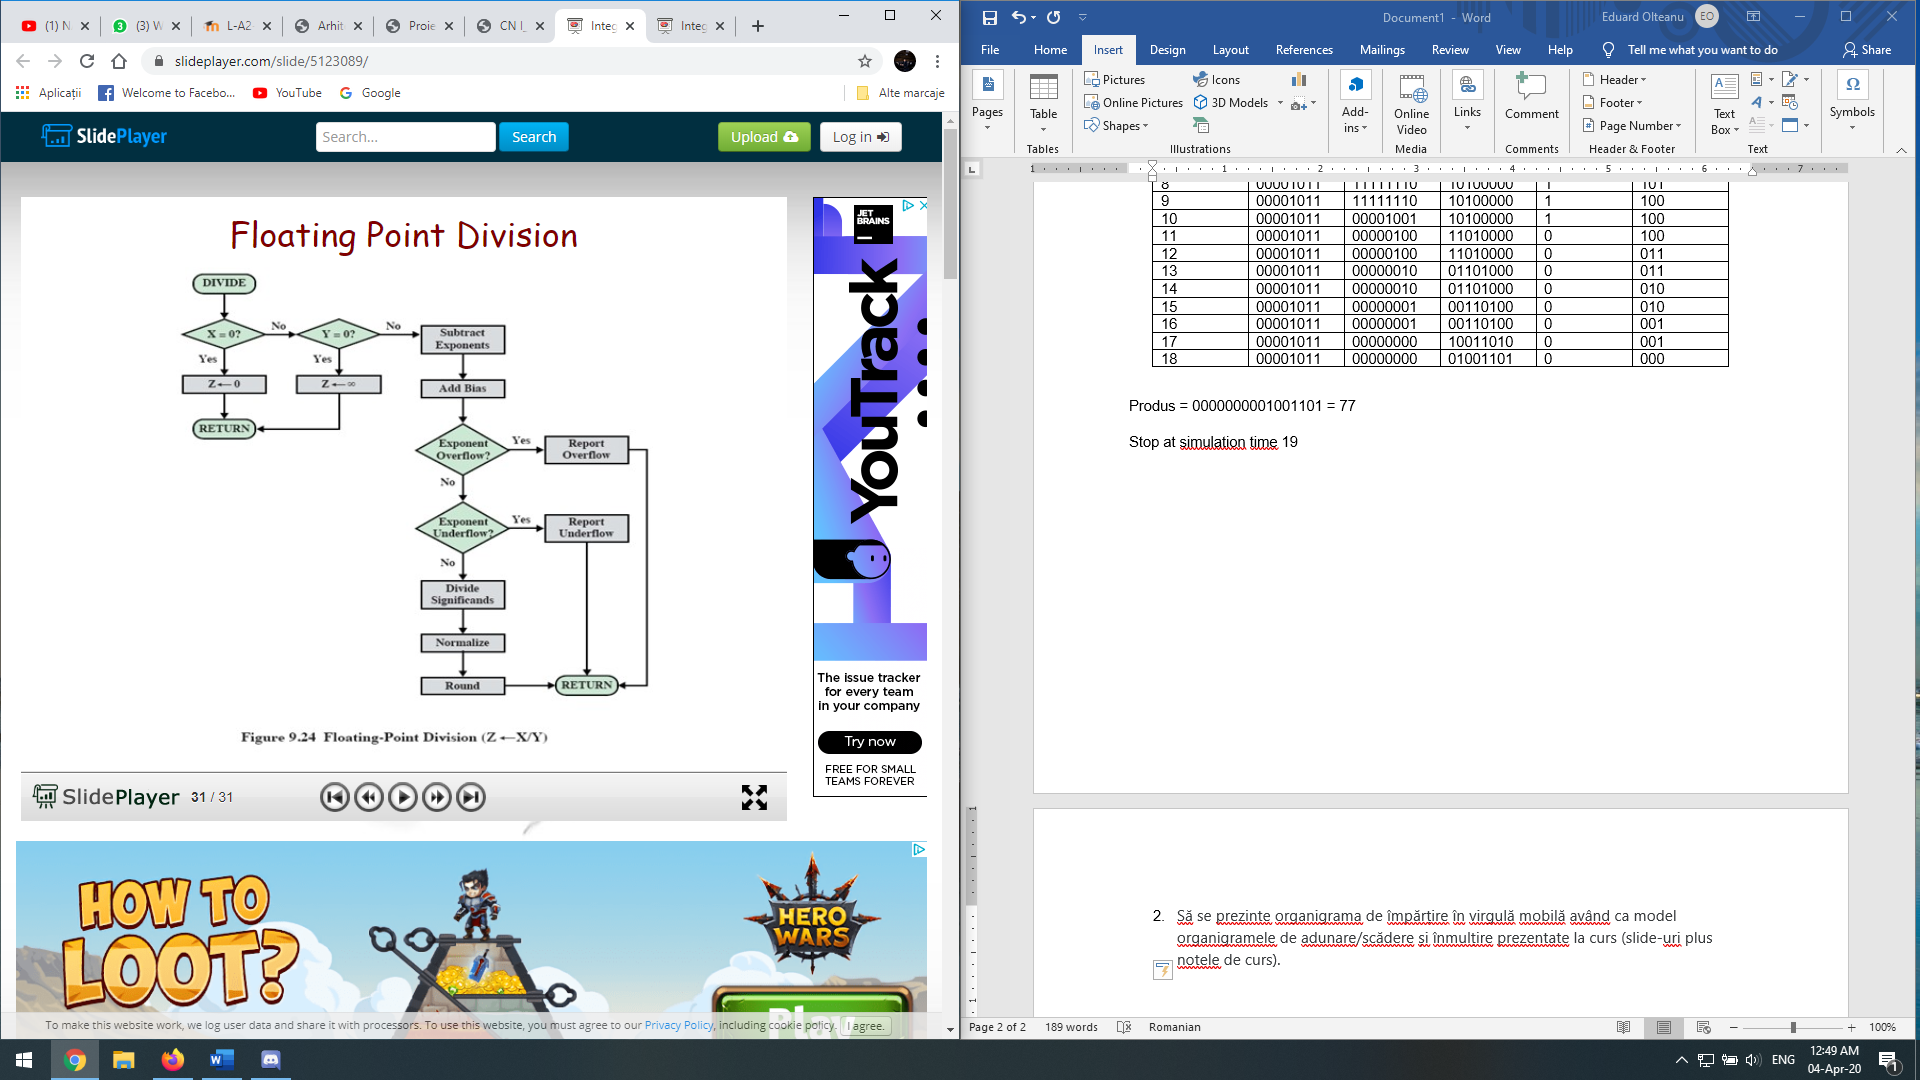 (1) N
(3) W
L-A2
Arhit
Proie
CN I_
Integ
Integ
slideplayer.com/slide/5123089/
Aplicații
Welcome to Facebo...
YouTube
Google
Alte marcaje
SlidePlayer
Search...
Search
Upload
Log in
Floating Point Division
DIVIDE
X = 0?
No
Y = 0?
No
Subtract
Exponents
Yes
Yes
Z ← 0
Z ← ∞
Add Bias
RETURN
Exponent
Overflow?
Yes
Report
Overflow
No
Exponent
Underflow?
Yes
Report
Underflow
No
Divide
Significands
Normalize
Round
RETURN
Figure 9.24 Floating-Point Division (Z ←X/Y)
SlidePlayer
31 / 31
JET
BRAINS
YouTrack
The issue tracker
for every team
in your company
Try now
FREE FOR SMALL
TEAMS FOREVER
HOW TO
LOOT?
HERO
WARS
Play
To make this website work, we log user data and share it with processors. To use this website, you must agree to our Privacy Policy, including cookie policy.
I agree.
Document1 - Word
Eduard Olteanu
EO
File Home Insert Design Layout References Mailings Review View Help Tell me what you want to do Share
Pages
Table
Tables
Pictures
Online Pictures
Shapes
Icons
3D Models
Illustrations
Add-
ins
Online
Video
Media
Links
Comment
Comments
Header
Footer
Page Number
Header & Footer
Text
Box
Text
Symbols
1 1 2 3 4 5 6 7
8 00001011 11111110 10100000 1 101
9 00001011 11111110 10100000 1 100
10 00001011 00001001 10100000 1 100
11 00001011 00000100 11010000 0 100
12 00001011 00000100 11010000 0 011
13 00001011 00000010 01101000 0 011
14 00001011 00000010 01101000 0 010
15 00001011 00000001 00110100 0 010
16 00001011 00000001 00110100 0 001
17 00001011 00000000 10011010 0 001
18 00001011 00000000 01001101 0 000
Produs = 0000000001001101 = 77
Stop at simulation time 19
2. Să se prezinte organigrama de împărțire în virgulă mobilă având ca model
organigramele de adunare/scădere și înmulțire prezentate la curs (slide-uri plus
notele de curs).
Page 2 of 2
189 words
Romanian
100%
ENG
12:49 AM
04-Apr-20
1